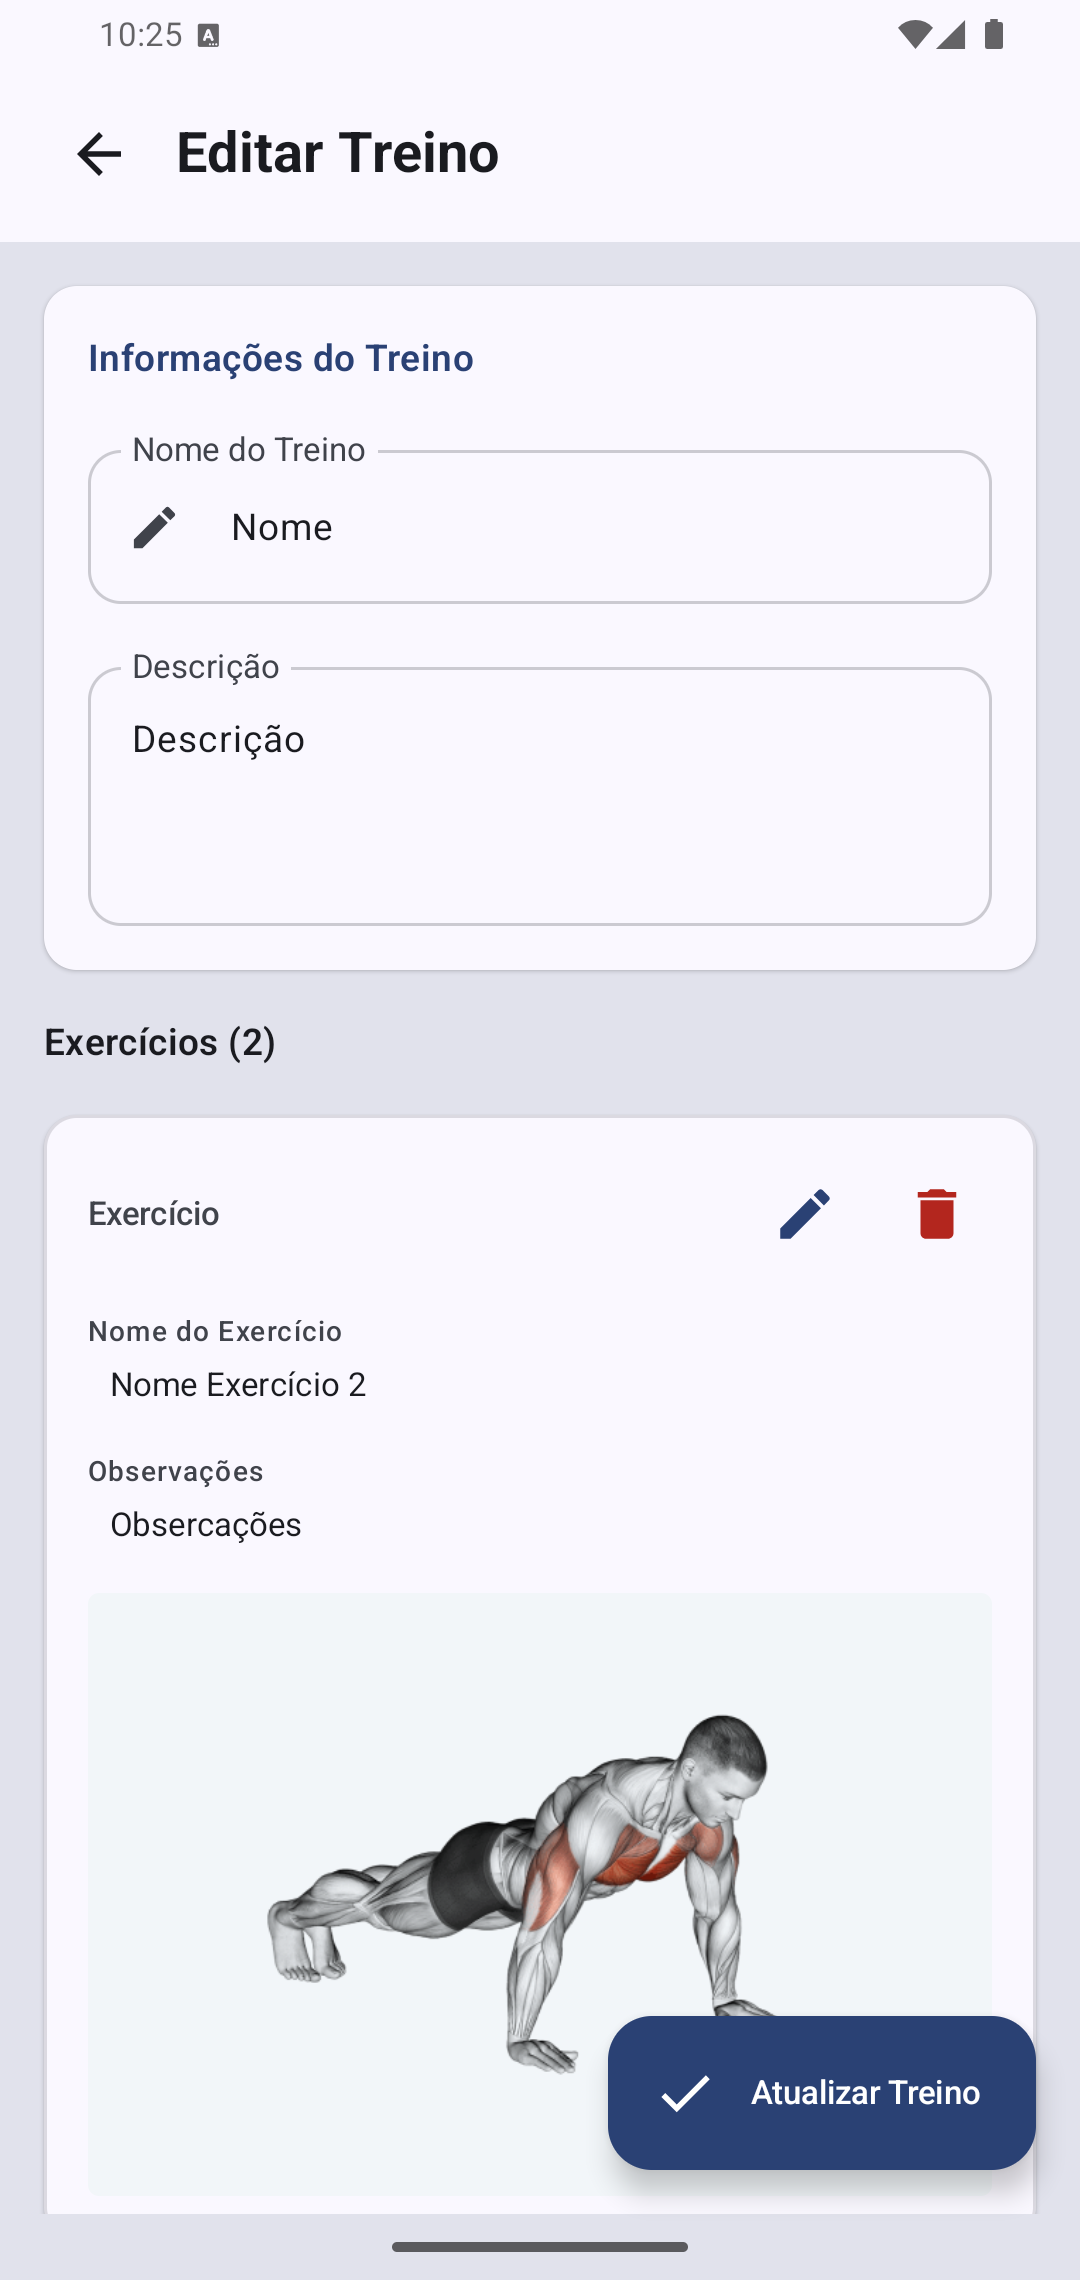 10:25
Editar Treino
Informações do Treino
Nome do Treino
Nome
Descrição
Descrição
Exercícios (2)
Exercício
Nome do Exercício
Nome Exercício 2
Observações
Obsercações
Atualizar Treino